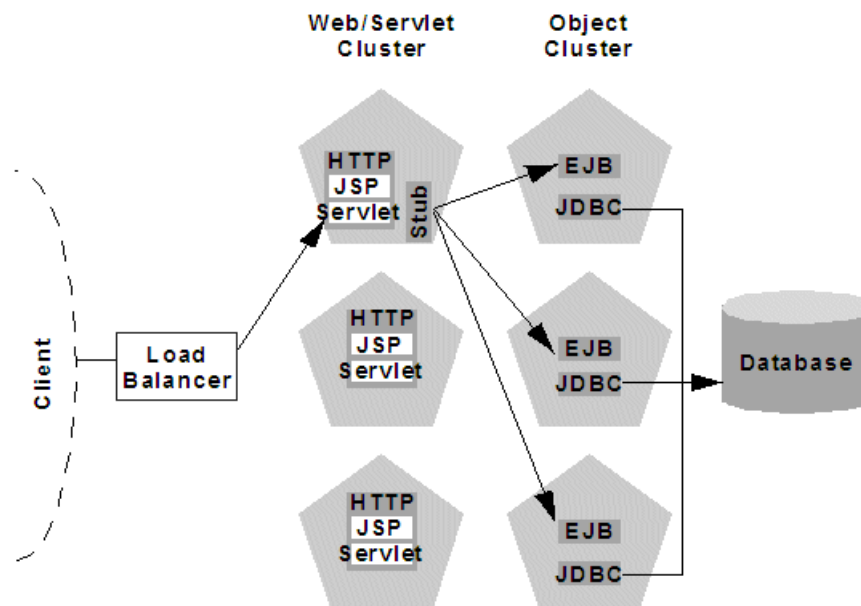 Web/Servlet
Cluster
Object
Cluster
HTTP
JSP
Servlet
Stub
EJB
JDBC
Client
Load
Balancer
HTTP
JSP
Servlet
EJB
JDBC
Database
HTTP
JSP
Servlet
EJB
JDBC